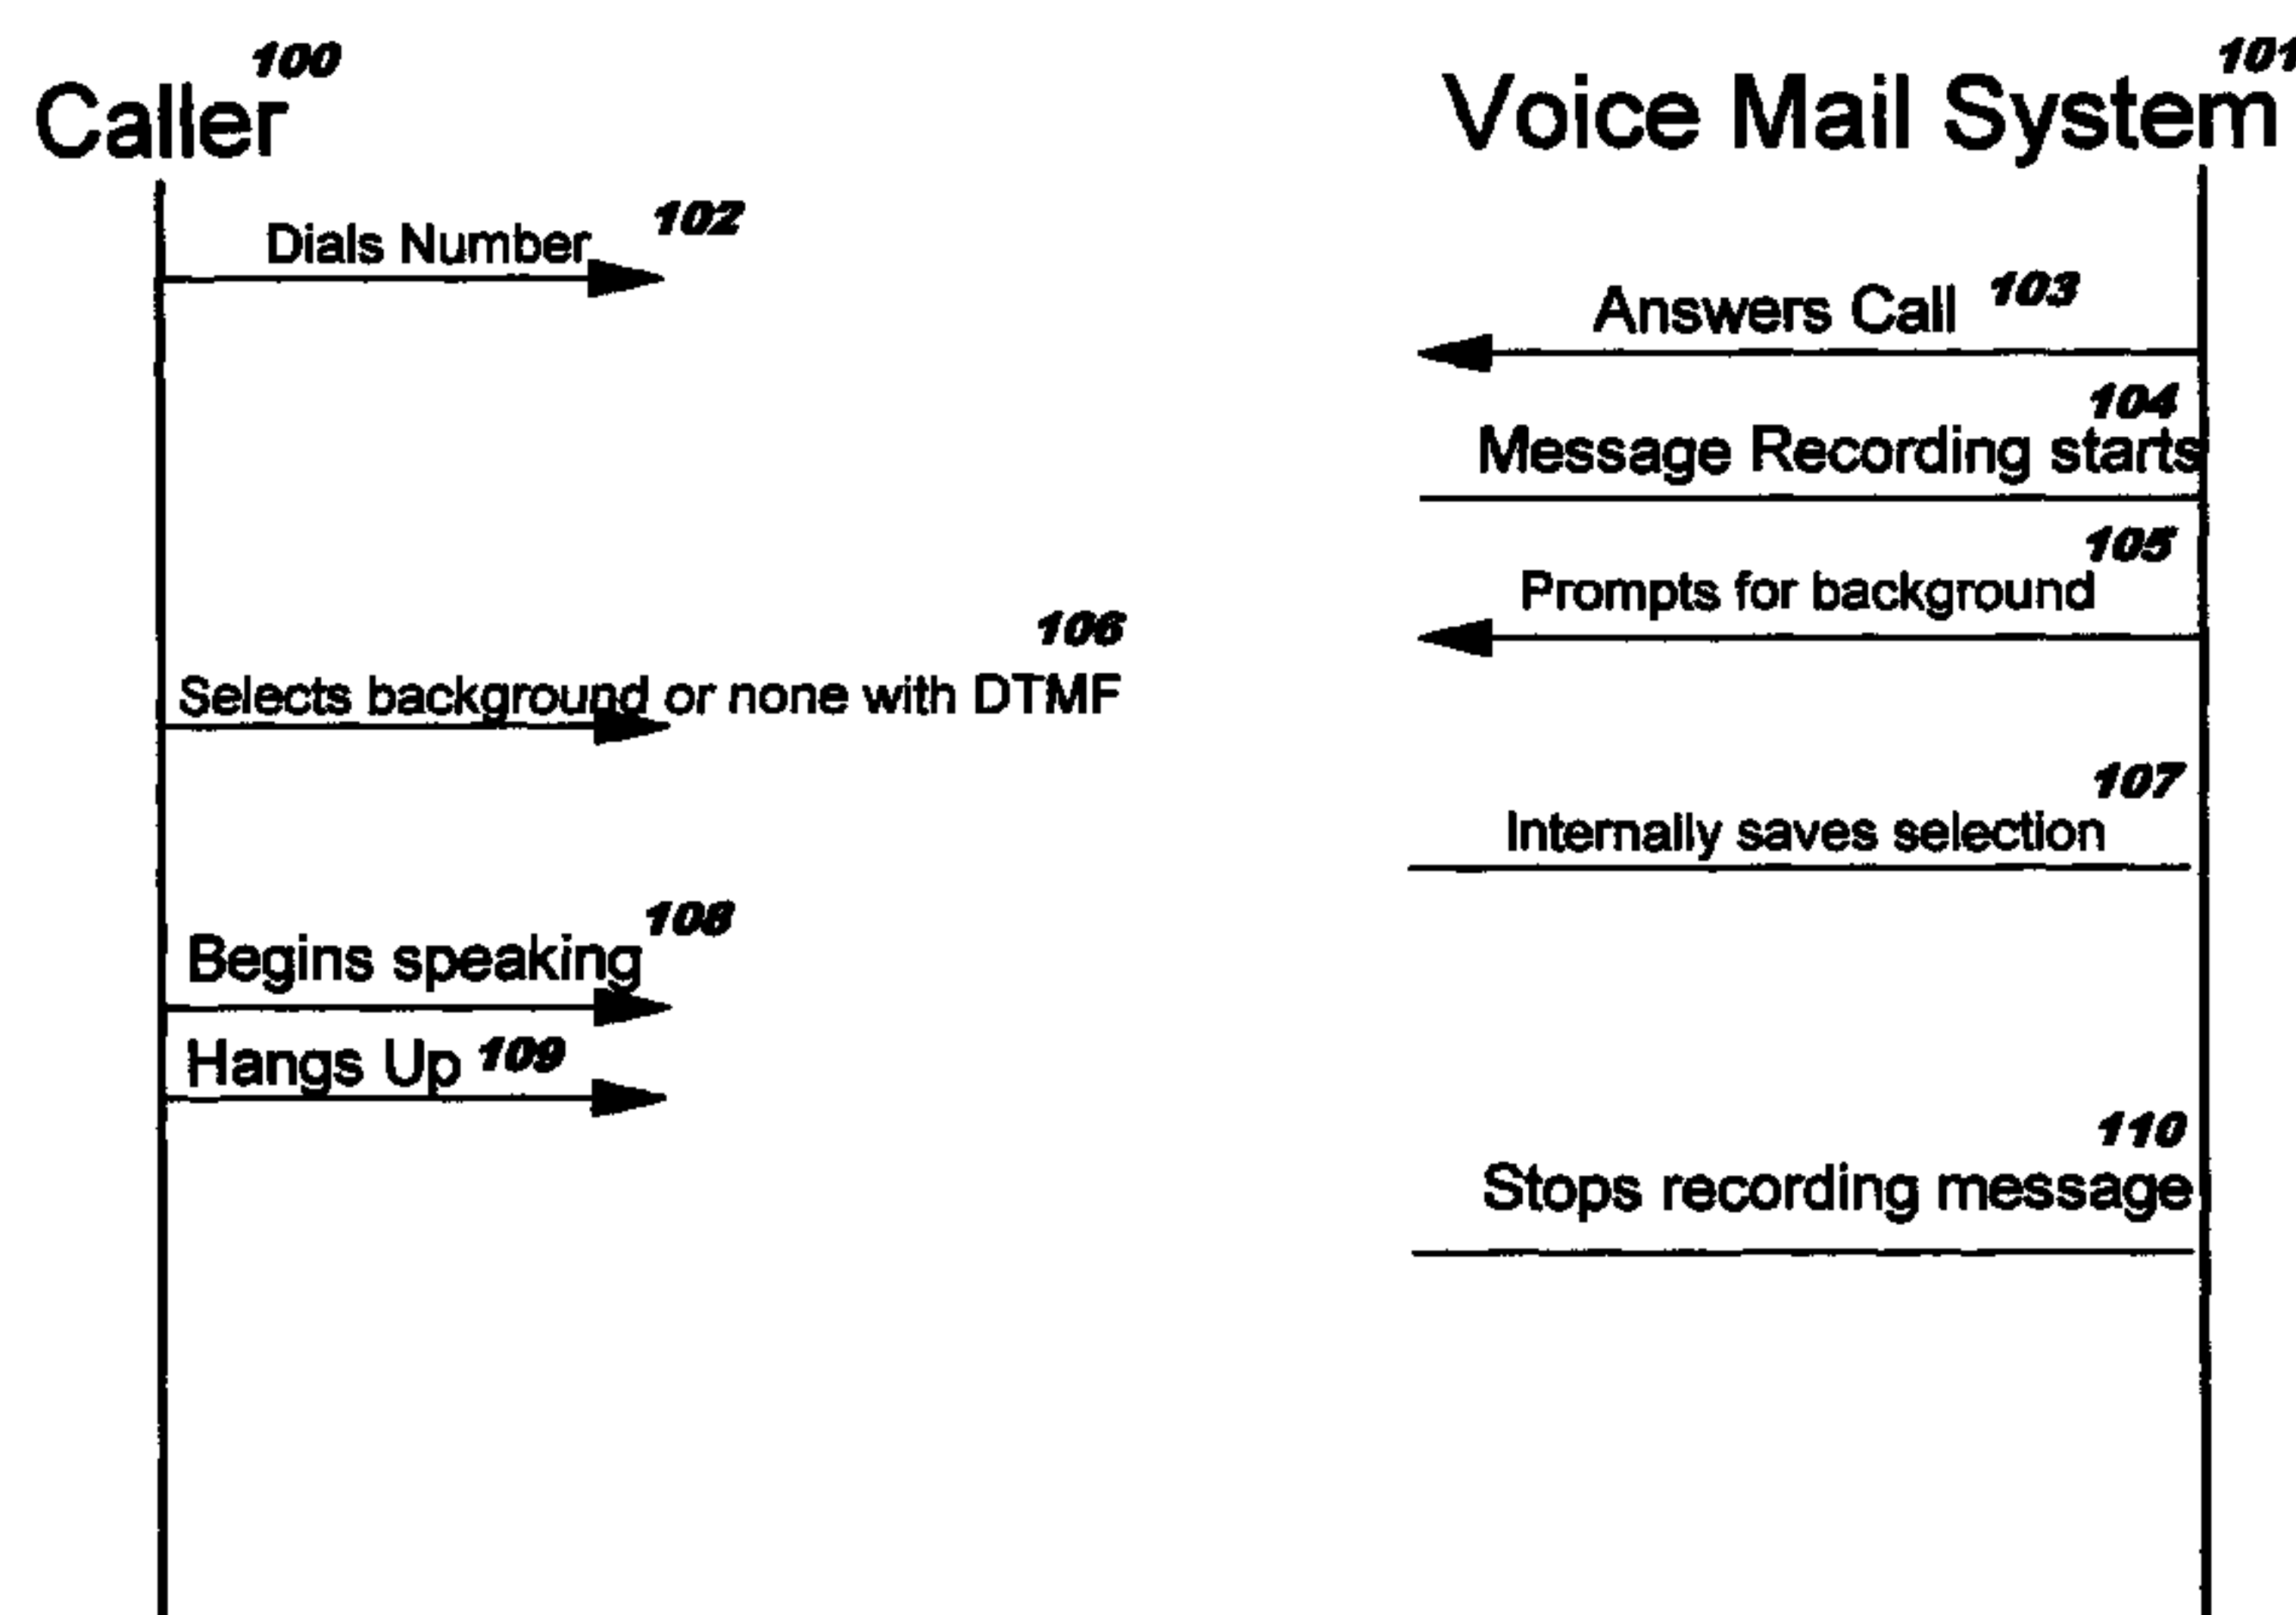 100
101
Caller
Voice Mail System
Dials Number 102
Answers Call 103
104
Message Recording starts
105
Prompts for background
106
Selects background or none with DTMF
107
Internally saves selection
108
Begins speaking
Hangs Up 109
110
Stops recording message